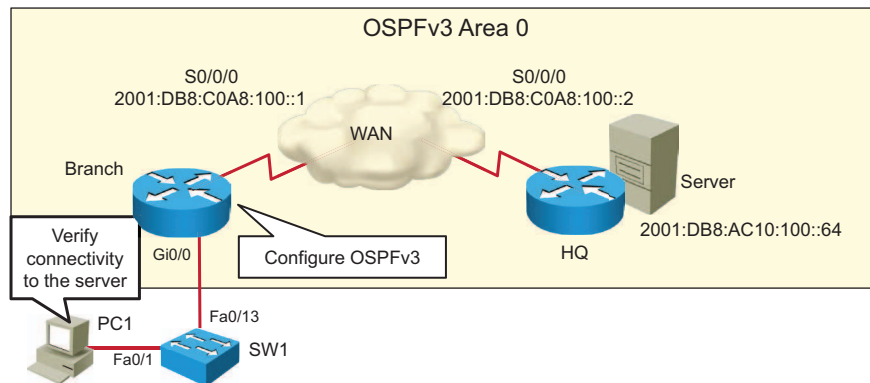 OSPFv3 Area 0
S0/0/0
2001:DB8:C0A8:100::1
S0/0/0
2001:DB8:C0A8:100::2
WAN
Branch
Server
Verify
connectivity
to the server
Gi0/0
Configure OSPFv3
HQ
2001:DB8:AC10:100::64
PC1
Fa0/13
Fa0/1
SW1